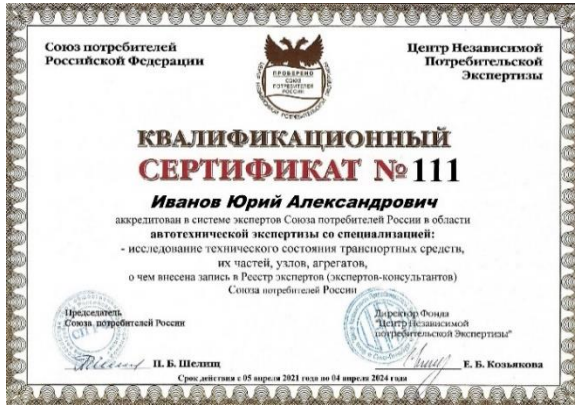 Союз потребителей
Российской Федерации
Центр Независимой
Потребительской
Экспертизы
ПРОВЕРЕНО
СОЮЗ
ПОТРЕБИТЕЛЕЙ
РОССИИ
КВАЛИФИКАЦИОННЫЙ
СЕРТИФИКАТ № 111
Иванов Юрий Александрович
аккредитован в системе экспертов Союза потребителей России в области
автотехнической экспертизы со специализацией:
- исследование технического состояния транспортных средств,
их частей, узлов, агрегатов,
о чем внесена запись в Реестр экспертов (экспертов-консультантов)
Союза потребителей России
Председатель
Союза потребителей России
Директор Фонда
"Центр Независимой
потребительской Экспертизы"
П. Б. Шелищ
Е. Б. Козьякова
Срок действия с 05 апреля 2021 года по 04 апреля 2024 года